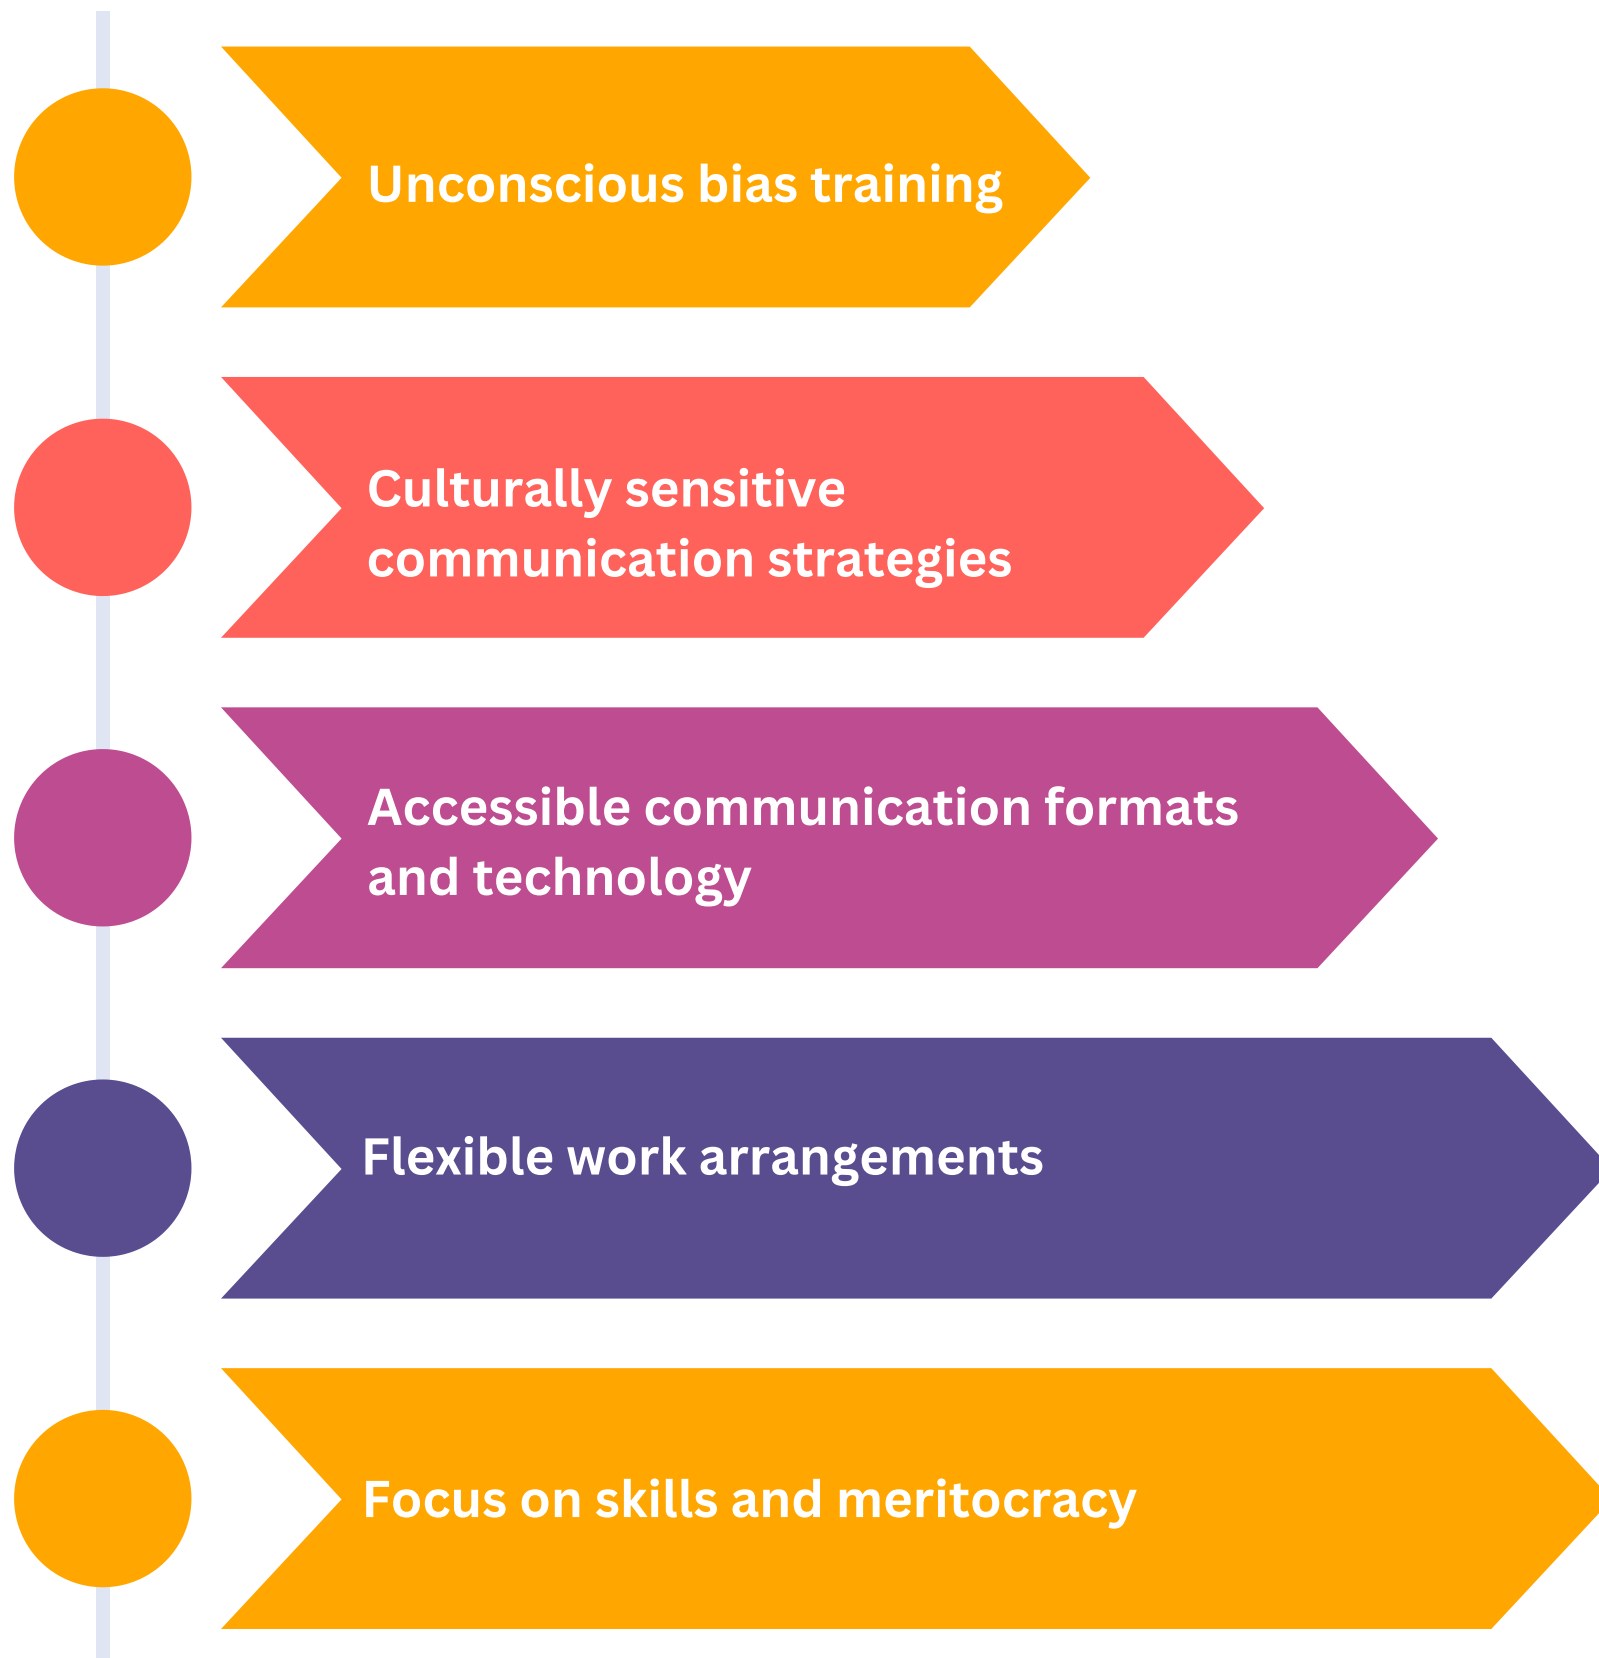 Unconscious bias training
Culturally sensitive
communication strategies
Accessible communication formats
and technology
Flexible work arrangements
Focus on skills and meritocracy